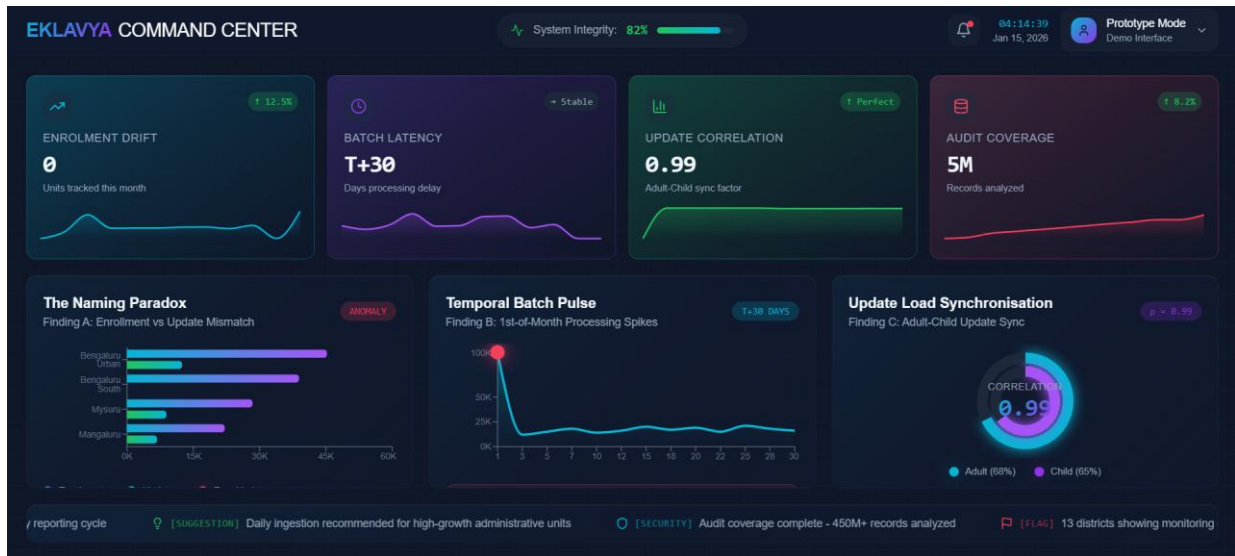 EKLAVYA COMMAND CENTER
System Integrity: 82%
04:14:39
Jan 15, 2026
Prototype Mode
Demo Interface
↑ 12.5%
ENROLMENT DRIFT
0
Units tracked this month
→ Stable
BATCH LATENCY
T+30
Days processing delay
↑ Perfect
UPDATE CORRELATION
0.99
Adult-Child sync factor
↑ 8.2%
AUDIT COVERAGE
5M
Records analyzed
The Naming Paradox
Finding A: Enrollment vs Update Mismatch
ANOMALY
Bengaluru
Urban
Bengaluru
South
Mysuru
Mangaluru
0K 15K 30K 45K 60K
Temporal Batch Pulse
Finding B: 1st-of-Month Processing Spikes
T+30 DAYS
100K
50K
25K
0K
1 3 5 7 10 12 15 18 20 22 25 28 30
Update Load Synchronisation
Finding C: Adult-Child Update Sync
ρ = 0.99
CORRELATION
0.99
Adult (68%) Child (65%)
y reporting cycle
[SUGGESTION] Daily ingestion recommended for high-growth administrative units
[SECURITY] Audit coverage complete - 450M+ records analyzed
[FLAG] 13 districts showing monitoring